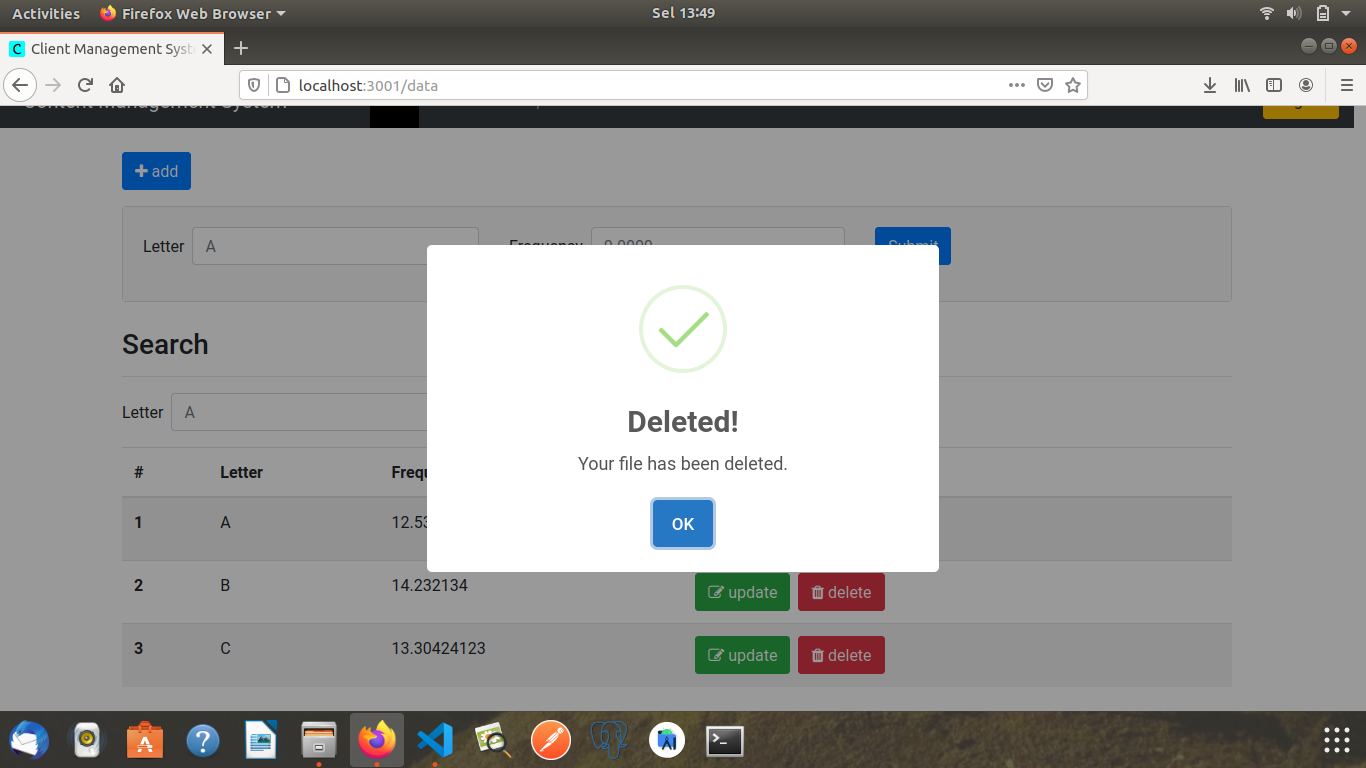 Activities Firefox Web Browser Sel 13:49
C Client Management Syst
localhost:3001/data
Content Management System
add
Letter A Frequency 0.0000 Submit
Search
Letter A
# Letter Frequ
1 A 12.53
2 B 14.232134 update delete
3 C 13.30424123 update delete
Deleted!
Your file has been deleted.
OK